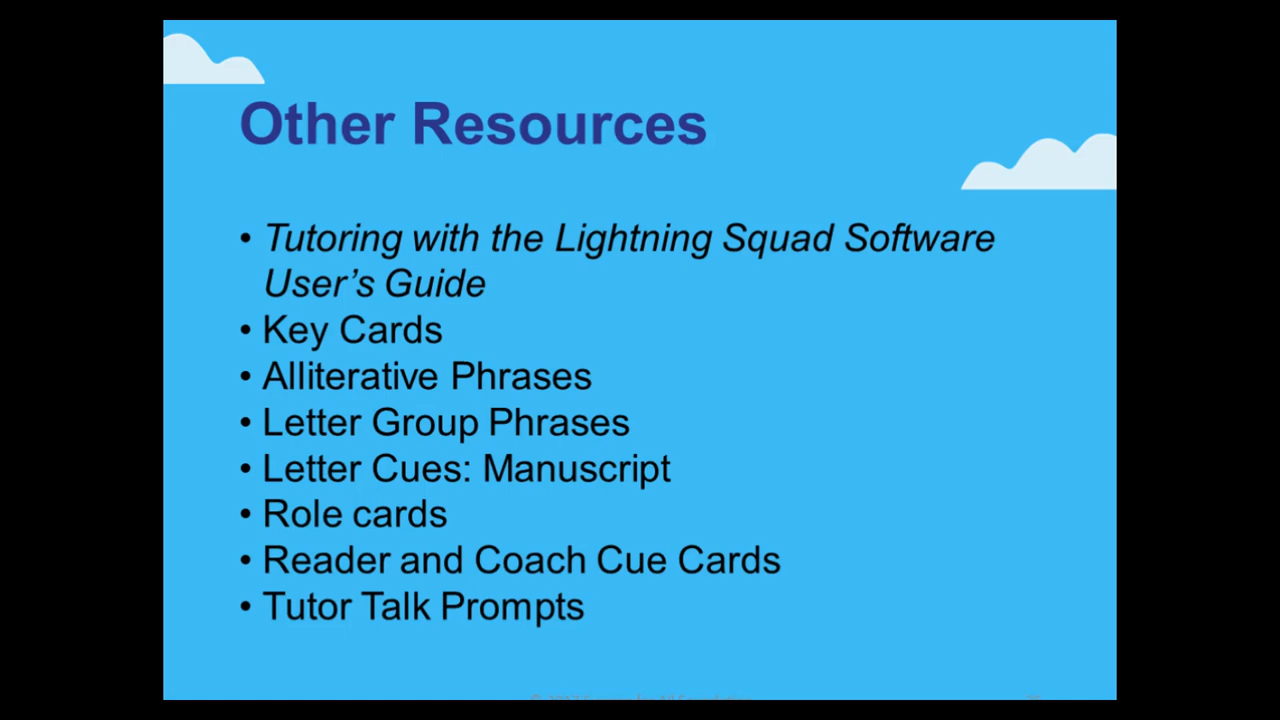 Other Resources
• Tutoring with the Lightning Squad Software
User's Guide
• Key Cards
• Alliterative Phrases
• Letter Group Phrases
• Letter Cues: Manuscript
• Role cards
• Reader and Coach Cue Cards
• Tutor Talk Prompts